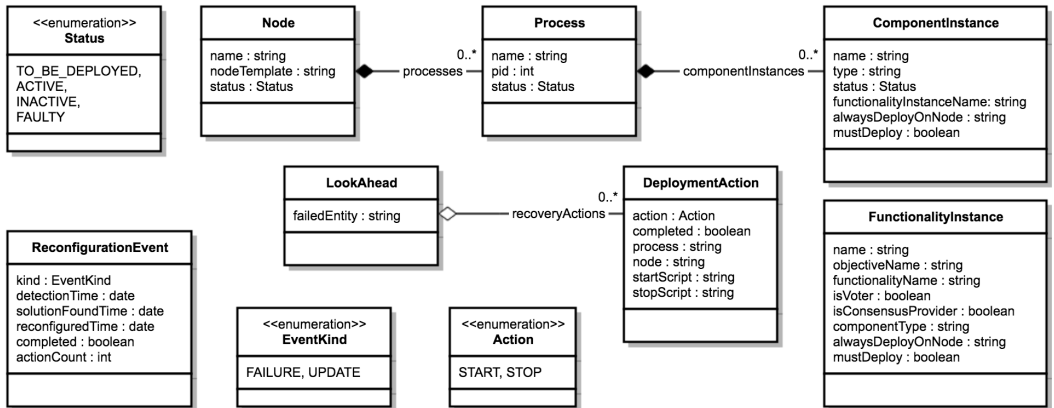 <<enumeration>>
Status
TO_BE_DEPLOYED,
ACTIVE,
INACTIVE,
FAULTY
Node
name : string
nodeTemplate : string
status : Status
processes
0..*
Process
name : string
pid : int
status : Status
componentInstances
0..*
ComponentInstance
name : string
type : string
status : Status
functionalityInstanceName: string
alwaysDeployOnNode : string
mustDeploy : boolean
LookAhead
failedEntity : string
recoveryActions
0..*
DeploymentAction
action : Action
completed : boolean
process : string
node : string
startScript : string
stopScript : string
FunctionalityInstance
name : string
objectiveName : string
functionalityName : string
isVoter : boolean
isConsensusProvider : boolean
componentType : string
alwaysDeployOnNode : string
mustDeploy : boolean
ReconfigurationEvent
kind : EventKind
detectionTime : date
solutionFoundTime : date
reconfiguredTime : date
completed : boolean
actionCount : int
<<enumeration>>
EventKind
FAILURE, UPDATE
<<enumeration>>
Action
START, STOP